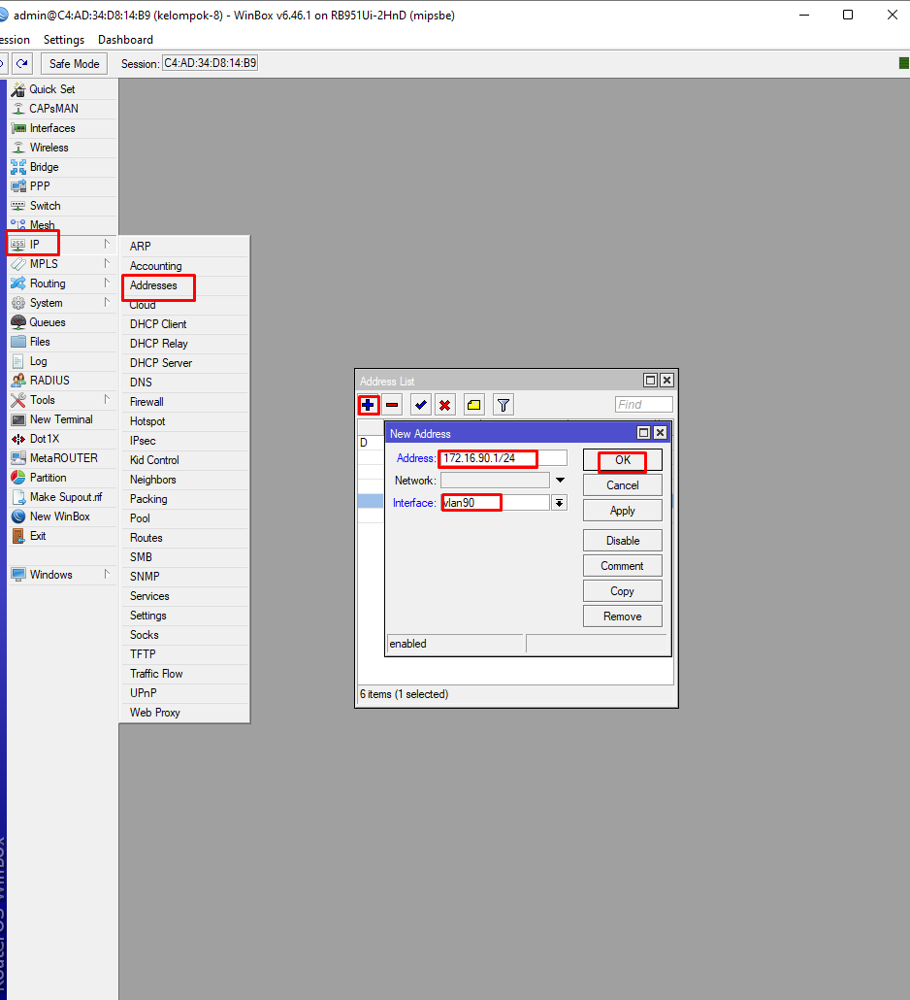 admin@C4:AD:34:D8:14:B9 (kelompok-8) - WinBox v6.46.1 on RB951Ui-2HnD (mipsbe)
ession Settings Dashboard
Safe Mode Session: C4:AD:34:D8:14:B9
Quick Set
CAPsMAN
Interfaces
Wireless
Bridge
PPP
Switch
Mesh
IP
MPLS
Routing
System
Queues
Files
Log
RADIUS
Tools
New Terminal
Dot1X
MetaROUTER
Partition
Make Supout.rif
New WinBox
Exit
Windows
RouterOS WinBox
ARP
Accounting
Addresses
Cloud
DHCP Client
DHCP Relay
DHCP Server
DNS
Firewall
Hotspot
IPsec
Kid Control
Neighbors
Packing
Pool
Routes
SMB
SNMP
Services
Settings
Socks
TFTP
Traffic Flow
UPnP
Web Proxy
Address List
Find
D
New Address
Address: 172.16.90.1/24
Network:
Interface: vlan90
OK
Cancel
Apply
Disable
Comment
Copy
Remove
enabled
6 items (1 selected)